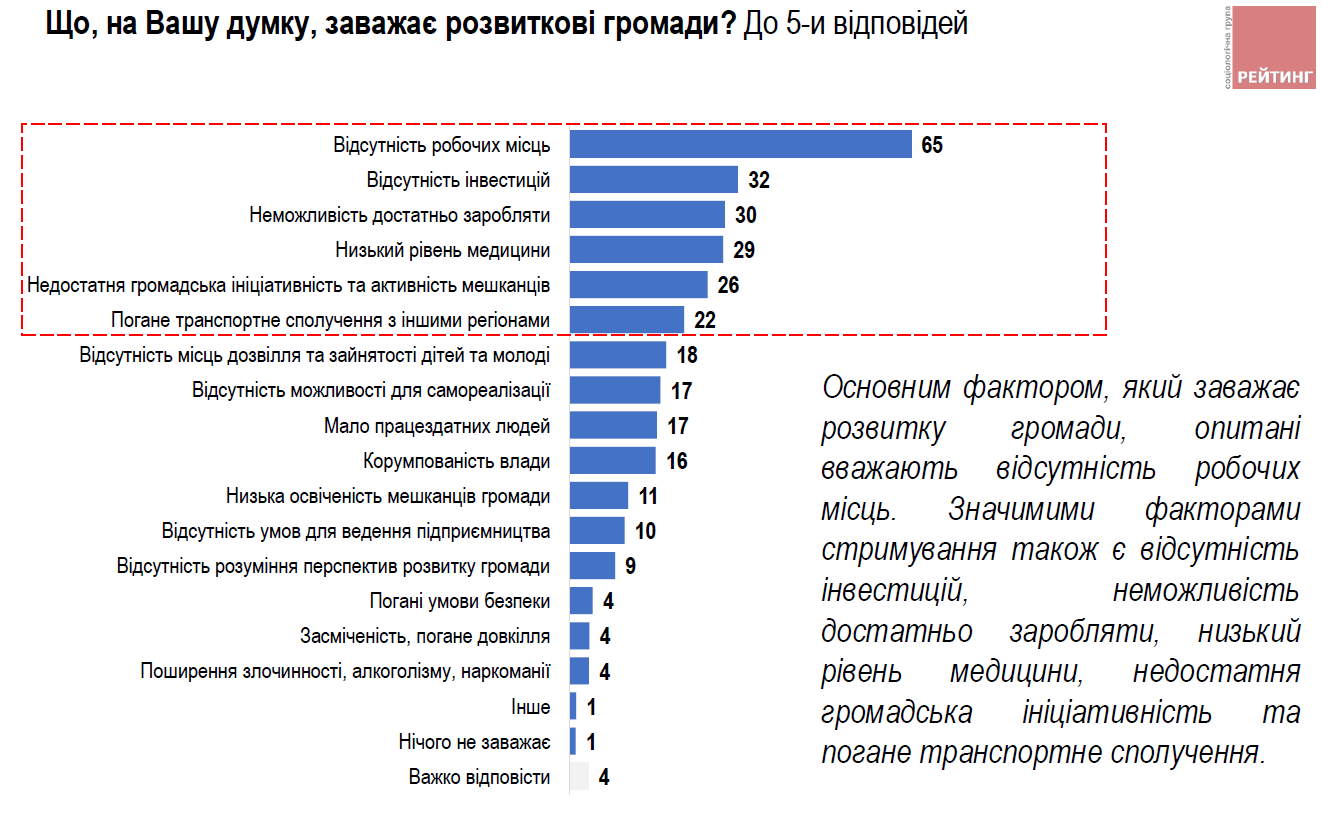 Що, на Вашу думку, заважає розвиткові громади? До 5-и відповідей
соціологічна група
РЕЙТИНГ
Відсутність робочих місць 65
Відсутність інвестицій 32
Неможливість достатньо заробляти 30
Низький рівень медицини 29
Недостатня громадська ініціативність та активність мешканців 26
Погане транспортне сполучення з іншими регіонами 22
Відсутність місць дозвілля та зайнятості дітей та молоді 18
Відсутність можливості для самореалізації 17
Мало працездатних людей 17
Корумпованість влади 16
Низька освіченість мешканців громади 11
Відсутність умов для ведення підприємництва 10
Відсутність розуміння перспектив розвитку громади 9
Погані умови безпеки 4
Засміченість, погане довкілля 4
Поширення злочинності, алкоголізму, наркоманії 4
Інше 1
Нічого не заважає 1
Важко відповісти 4
Основним фактором, який заважає
розвитку громади, опитані
вважають відсутність робочих
місць. Значимими факторами
стримування також є відсутність
інвестицій, неможливість
достатньо заробляти, низький
рівень медицини, недостатня
громадська ініціативність та
погане транспортне сполучення.